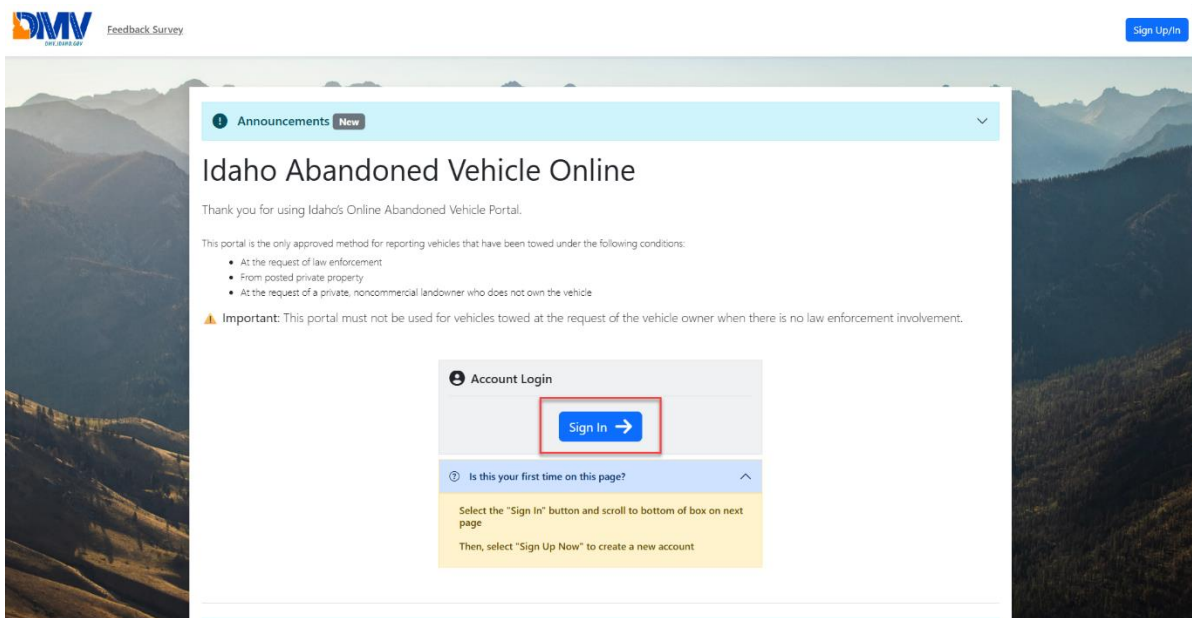 DMV
DMV.IDAHO.GOV
Feedback Survey
Sign Up/In
Announcements New
Idaho Abandoned Vehicle Online
Thank you for using Idaho's Online Abandoned Vehicle Portal.
This portal is the only approved method for reporting vehicles that have been towed under the following conditions:
At the request of law enforcement
From posted private property
At the request of a private, noncommercial landowner who does not own the vehicle
Important: This portal must not be used for vehicles towed at the request of the vehicle owner when there is no law enforcement involvement.
Account Login
Sign In
Is this your first time on this page?
Select the "Sign In" button and scroll to bottom of box on next
page
Then, select "Sign Up Now" to create a new account